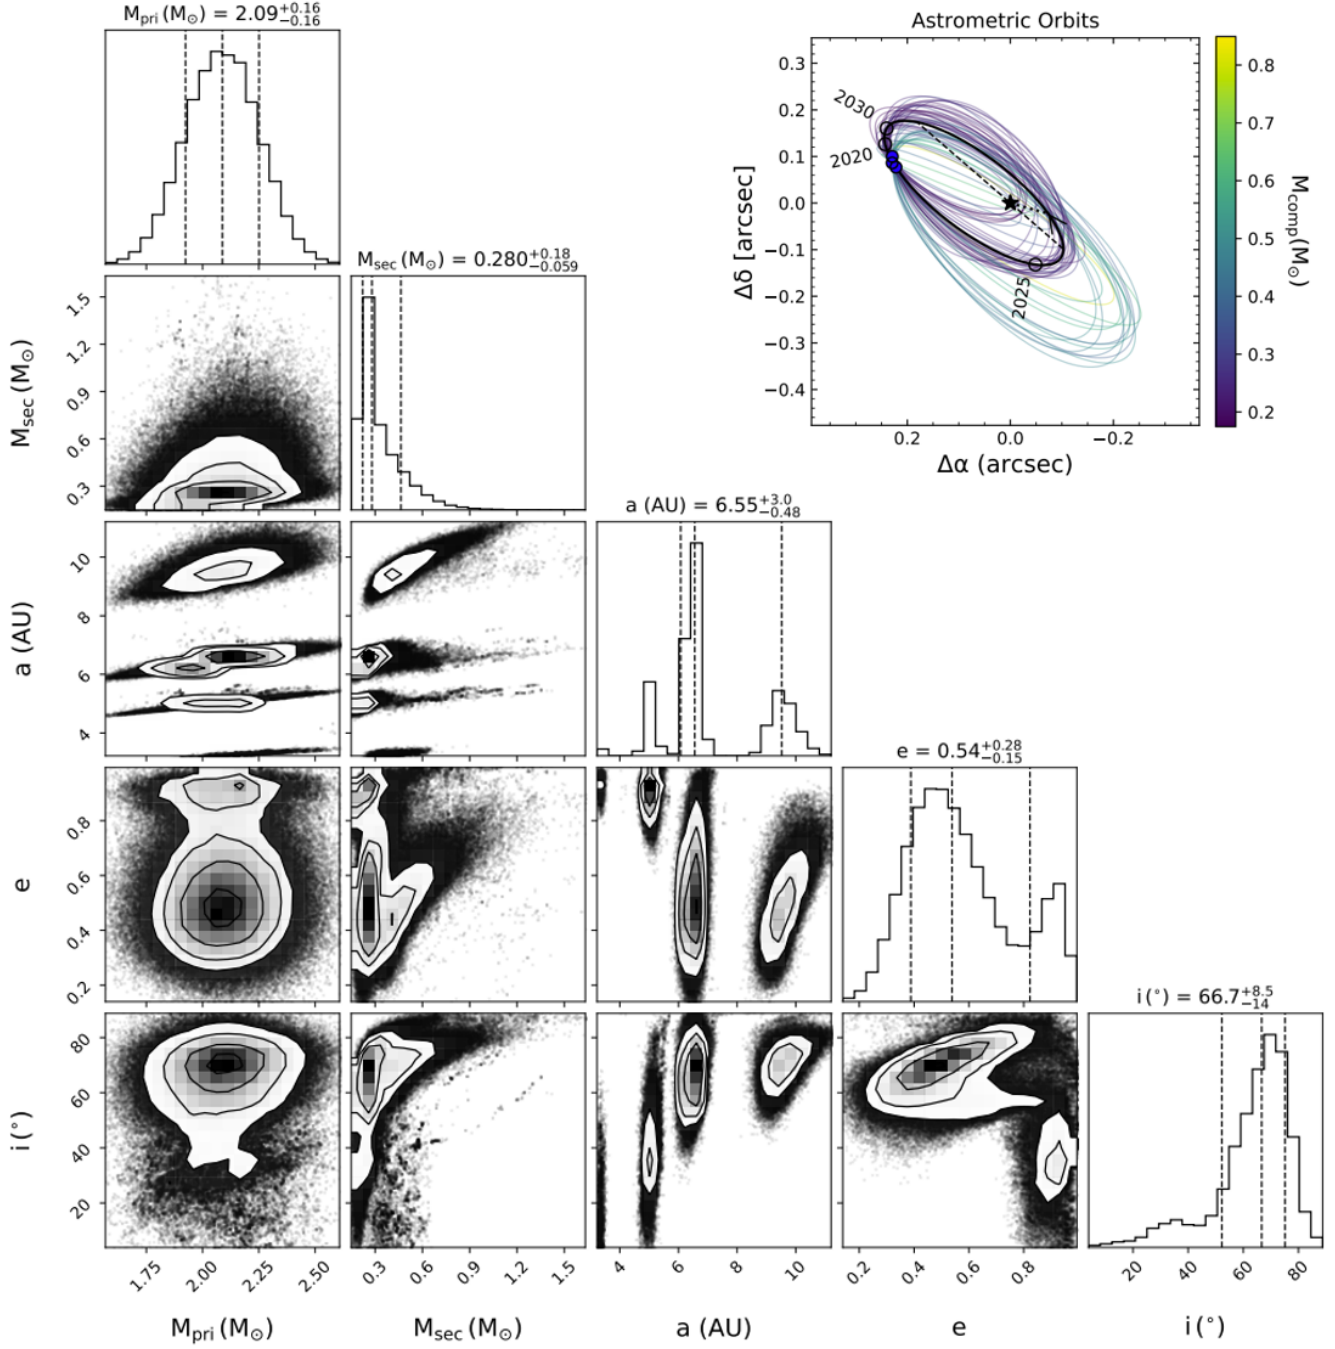 M_pri (M_⊙) = 2.09^{+0.16}_{−0.16}
Astrometric Orbits
0.3
0.2
0.1
0.0
−0.1
−0.2
−0.3
−0.4
Δδ [arcsec]
2030
2020
2025
0.2 0.0 −0.2
Δα (arcsec)
0.8
0.7
0.6
0.5
0.4
0.3
0.2
M_comp(M_⊙)
M_sec (M_⊙) = 0.280^{+0.18}_{−0.059}
1.5
1.2
0.9
0.6
0.3
M_sec (M_⊙)
a (AU) = 6.55^{+3.0}_{−0.48}
10
8
6
4
a (AU)
e = 0.54^{+0.28}_{−0.15}
0.8
0.6
0.4
0.2
e
i (°) = 66.7^{+8.5}_{−14}
80
60
40
20
i (°)
1.75 2.00 2.25 2.50
0.3 0.6 0.9 1.2 1.5
4 6 8 10
0.2 0.4 0.6 0.8
20 40 60 80
M_pri (M_⊙)
M_sec (M_⊙)
a (AU)
e
i (°)